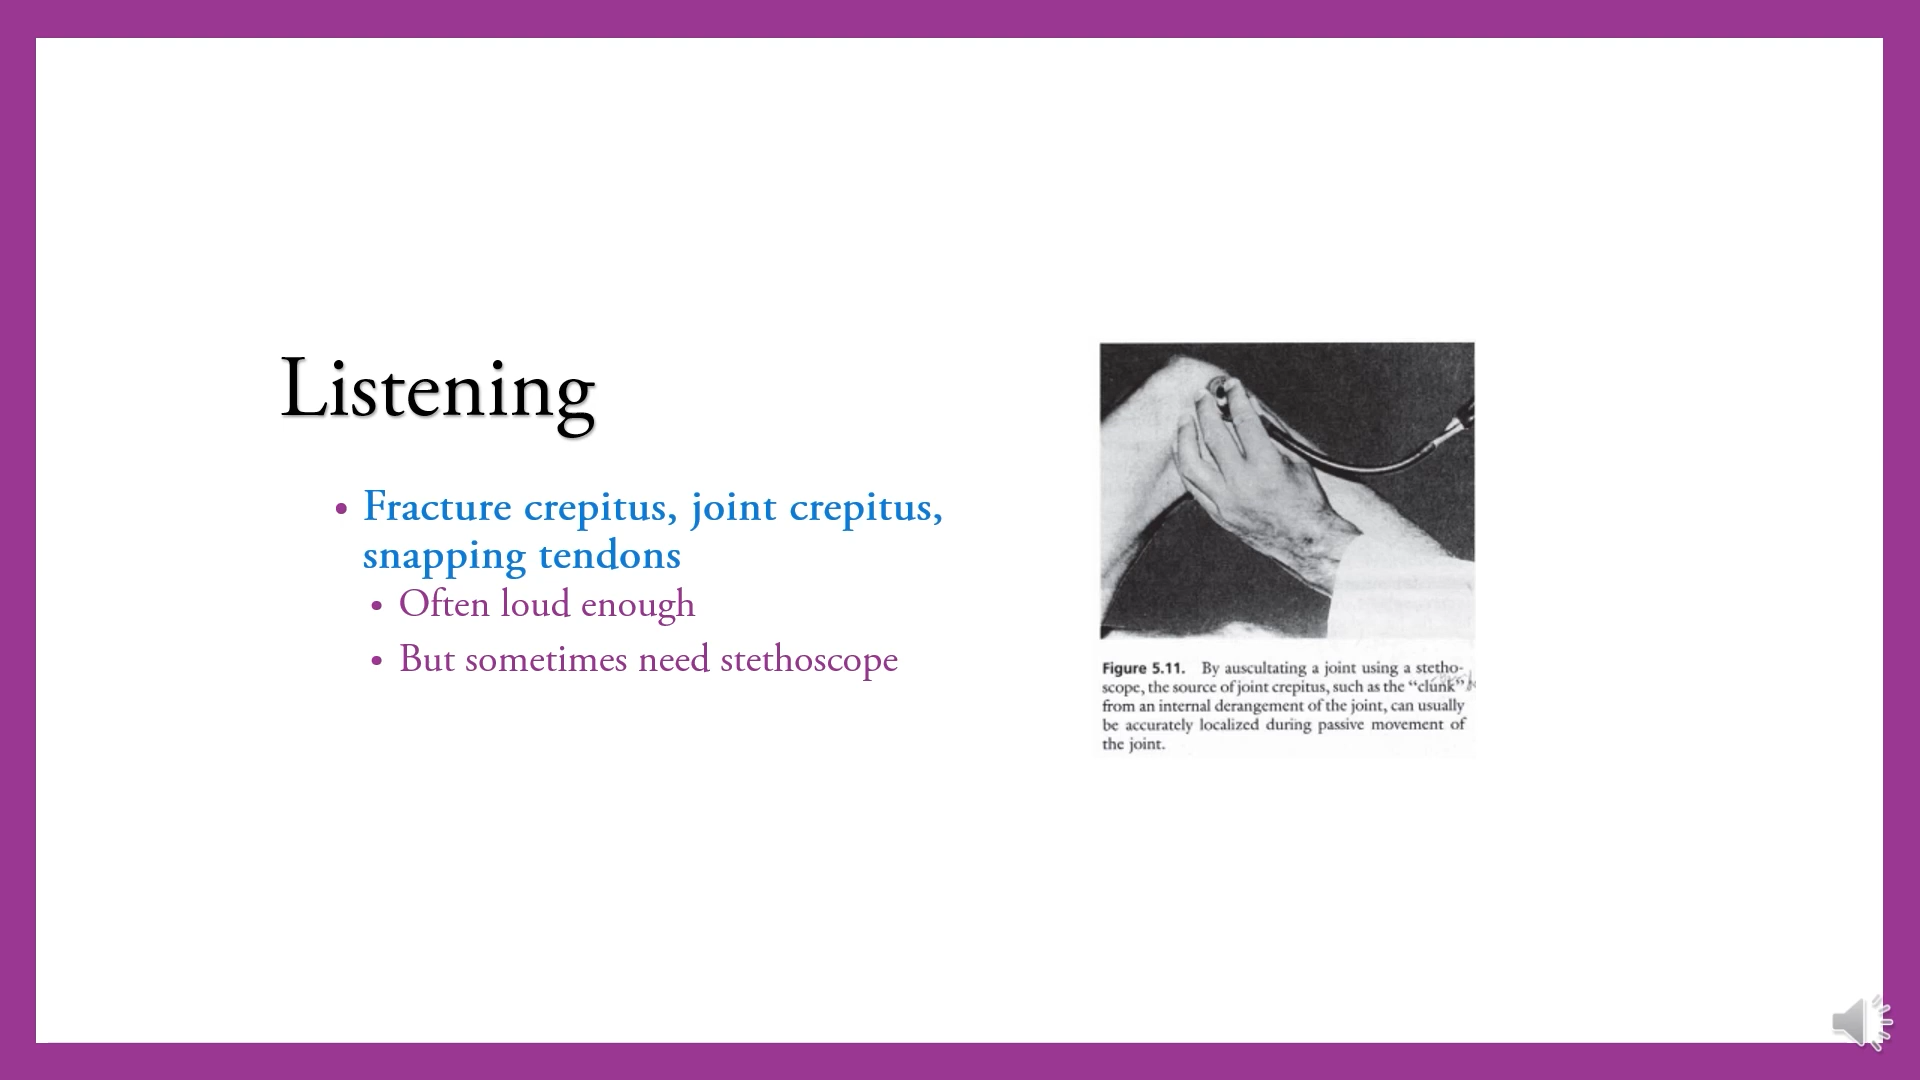 Listening
• Fracture crepitus, joint crepitus,
snapping tendons
• Often loud enough
• But sometimes need stethoscope
Figure 5.11. By auscultating a joint using a stetho-
scope, the source of joint crepitus, such as the “clunk”
from an internal derangement of the joint, can usually
be accurately localized during passive movement of
the joint.